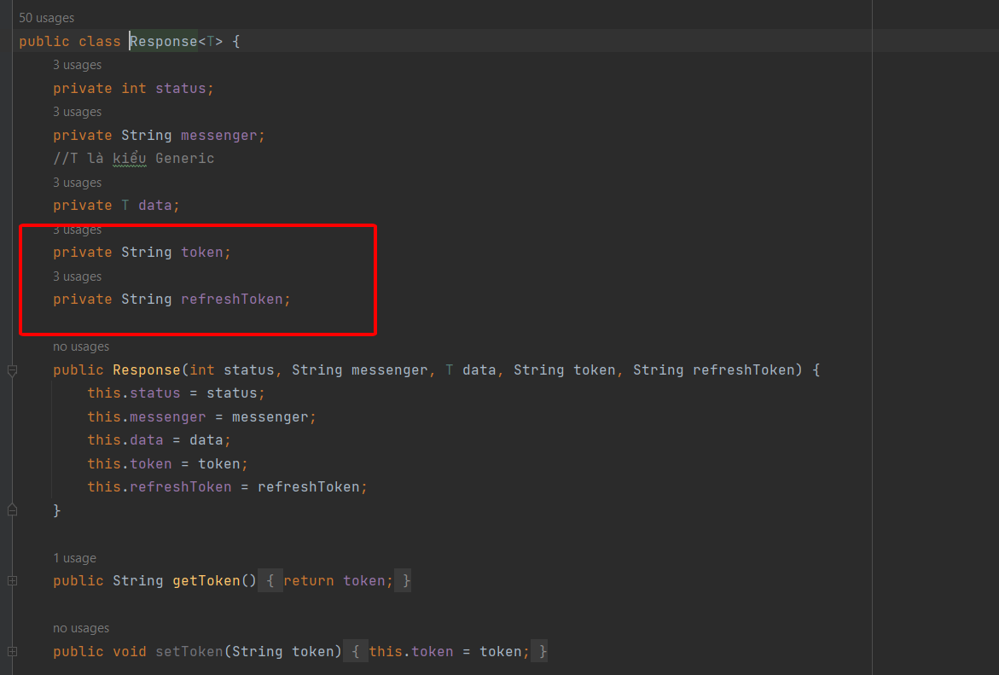 50 usages
public class Response<T> {
3 usages
private int status;
3 usages
private String messenger;
//T là kiểu Generic
3 usages
private T data;
3 usages
private String token;
3 usages
private String refreshToken;
no usages
public Response(int status, String messenger, T data, String token, String refreshToken) {
this.status = status;
this.messenger = messenger;
this.data = data;
this.token = token;
this.refreshToken = refreshToken;
}
1 usage
public String getToken() { return token; }
no usages
public void setToken(String token) { this.token = token; }